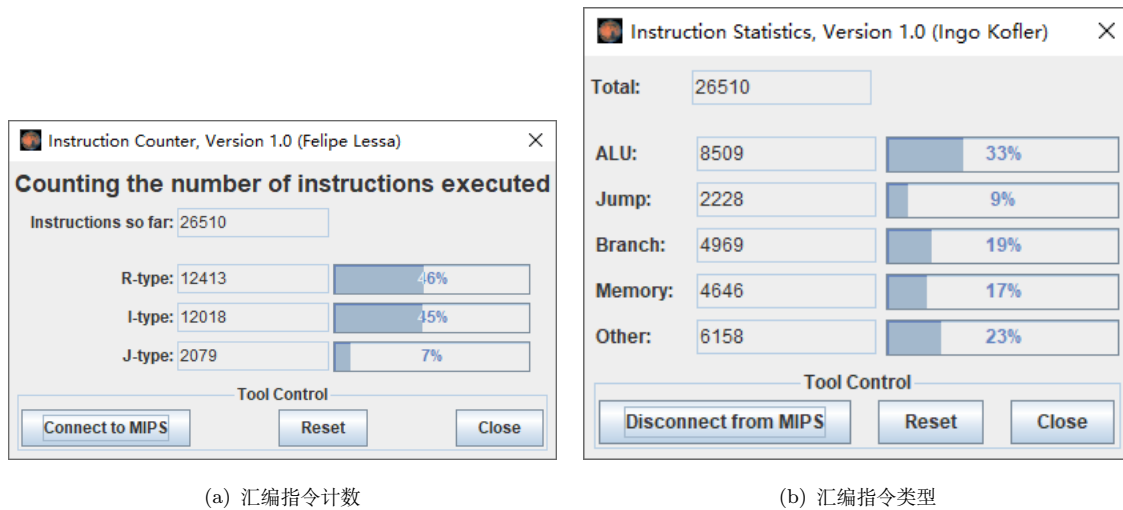 Instruction Counter, Version 1.0 (Felipe Lessa)
Counting the number of instructions executed
Instructions so far: 26510
R-type: 12413 46%
I-type: 12018 45%
J-type: 2079 7%
Tool Control
Connect to MIPS Reset Close
(a) 汇编指令计数
Instruction Statistics, Version 1.0 (Ingo Kofler)
Total: 26510
ALU: 8509 33%
Jump: 2228 9%
Branch: 4969 19%
Memory: 4646 17%
Other: 6158 23%
Tool Control
Disconnect from MIPS Reset Close
(b) 汇编指令类型